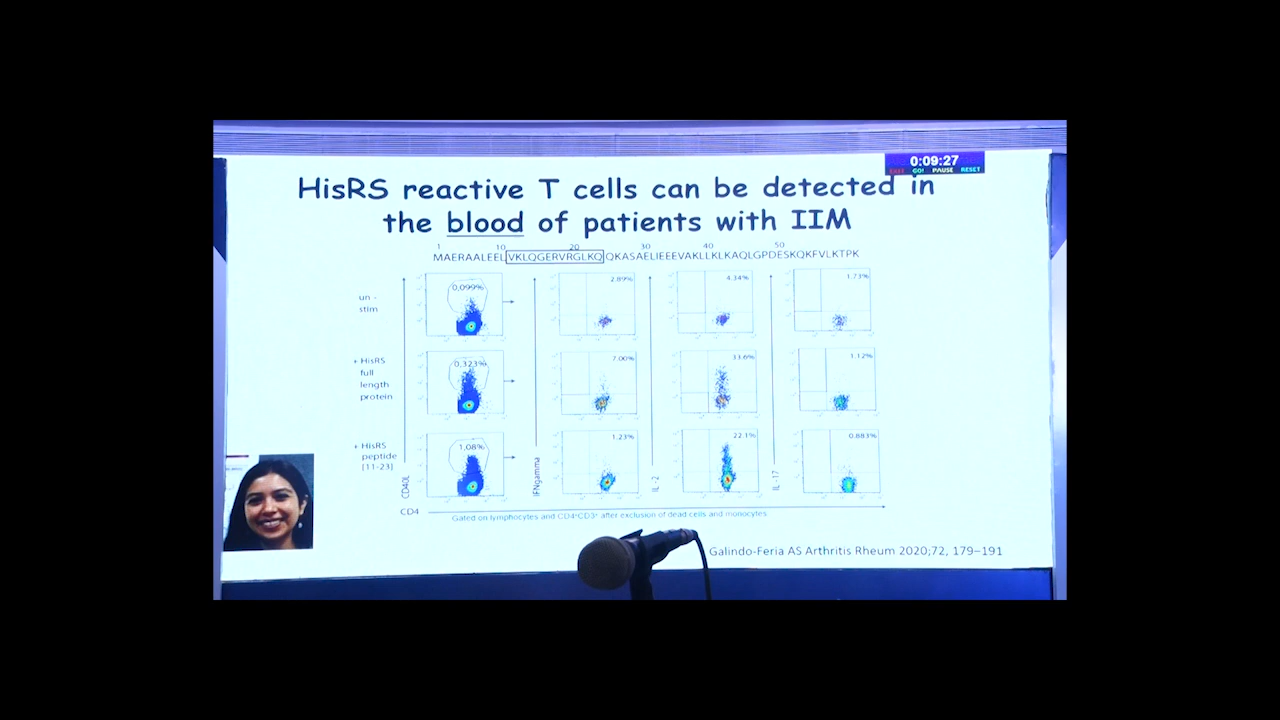 0:09:27
EXIT GO! PAUSE RESET
HisRS reactive T cells can be detected in
the blood of patients with IIM
1 10 20 30 40 50
MAERAALEELVKLQGERVRGLKQQKASAELIEEEVAKLLKLKAQLGPDESKQKFVLKTPK
un-
stim
0,099%
2.89%
4.34%
1.73%
+ HisRS
full
length
protein
0,323%
7.00%
33.6%
1.12%
+ HisRS
peptide
(11-23)
1,08%
1.23%
22.1%
0.883%
CD40L
IFNgamma
IL-2
IL-17
CD4
Gated on lymphocytes and CD4+CD3+ after exclusion of dead cells and monocytes
Galindo-Feria AS Arthritis Rheum 2020;72, 179–191